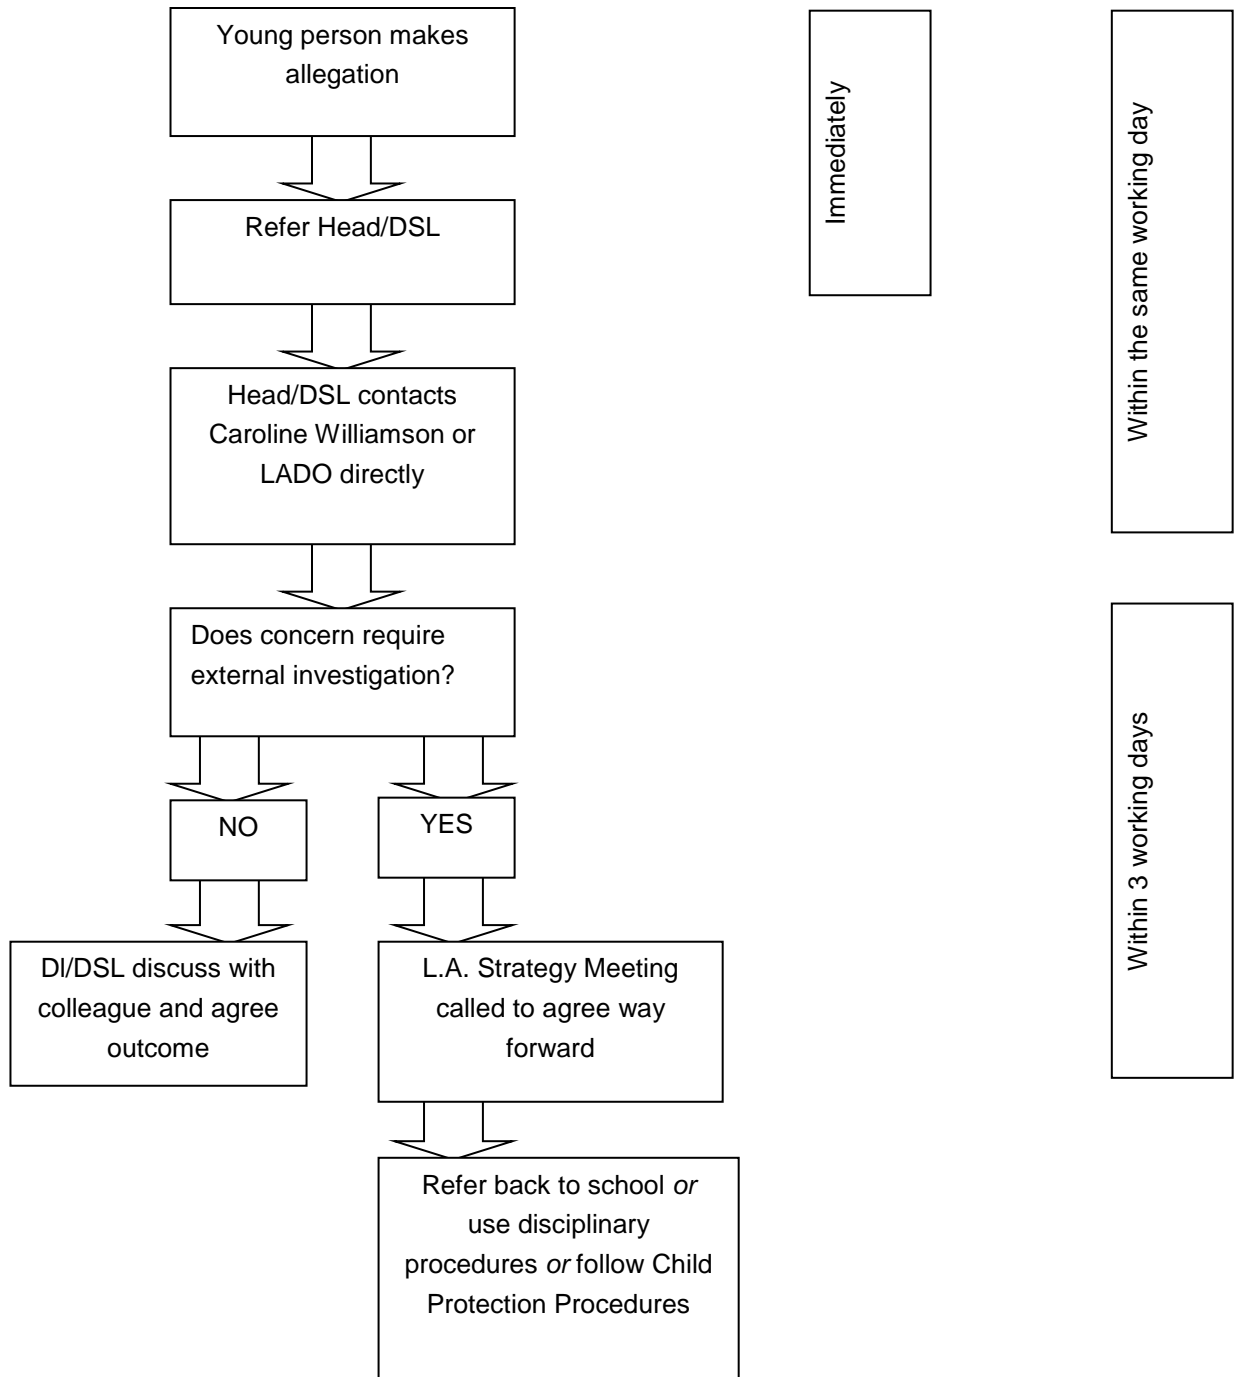 Young person makes
allegation
Refer Head/DSL
Head/DSL contacts
Caroline Williamson or
LADO directly
Does concern require
external investigation?
NO
YES
DI/DSL discuss with
colleague and agree
outcome
L.A. Strategy Meeting
called to agree way
forward
Refer back to school or
use disciplinary
procedures or follow Child
Protection Procedures
Immediately
Within the same working day
Within 3 working days